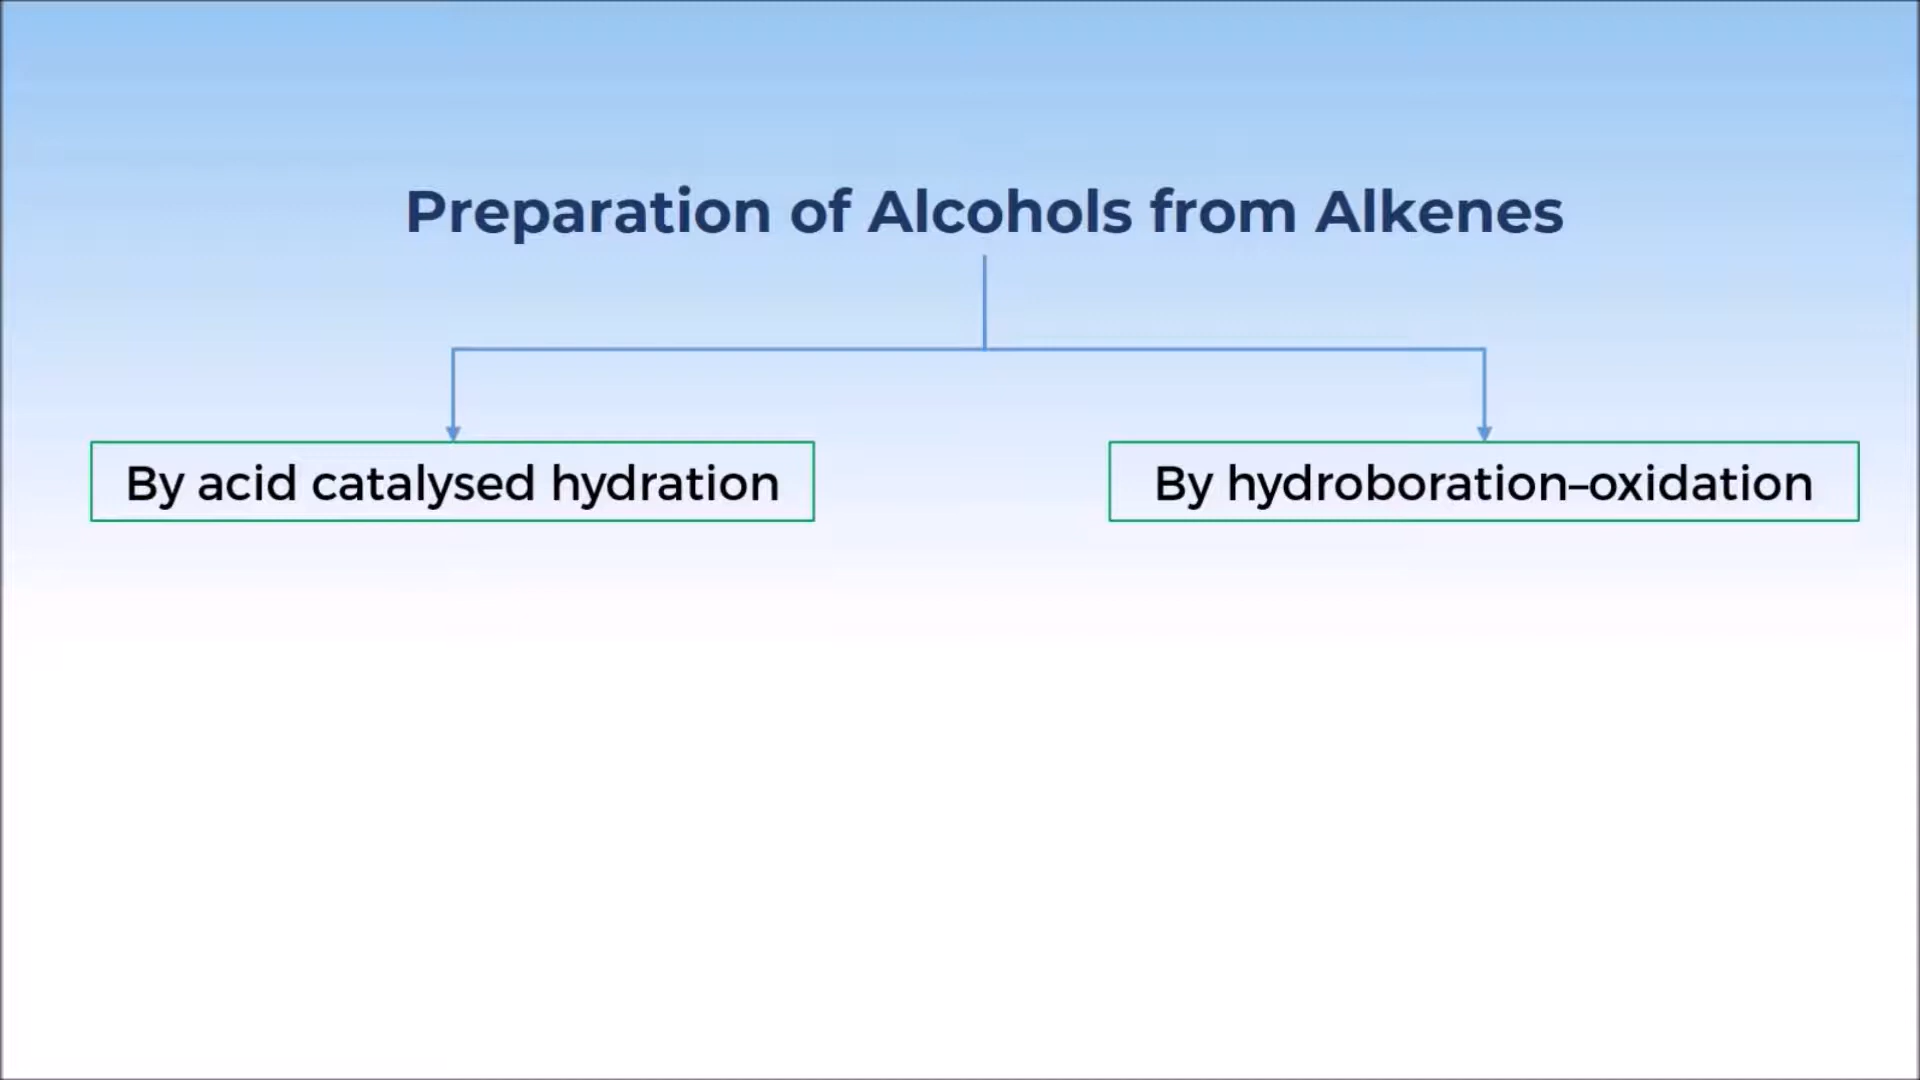 Preparation of Alcohols from Alkenes
By acid catalysed hydration
By hydroboration–oxidation